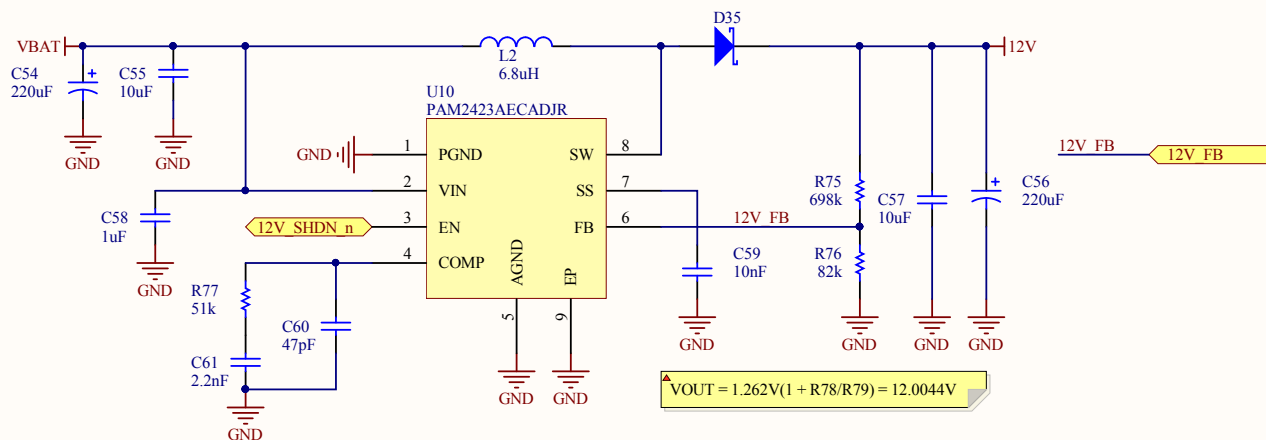 D35
VBAT
12V
C54
220uF
C55
10uF
L2
6.8uH
U10
PAM2423AECADJR
GND
GND
GND
1
PGND
SW
8
12V_FB
12V_FB
2
VIN
SS
7
R75
698k
C57
10uF
C56
220uF
C58
1uF
12V_SHDN_n
3
EN
FB
6
12V_FB
GND
4
COMP
AGND
EP
C59
10nF
R76
82k
R77
51k
C60
47pF
5
9
GND
GND
GND
GND
C61
2.2nF
GND
GND
VOUT = 1.262V(1 + R78/R79) = 12.0044V
GND